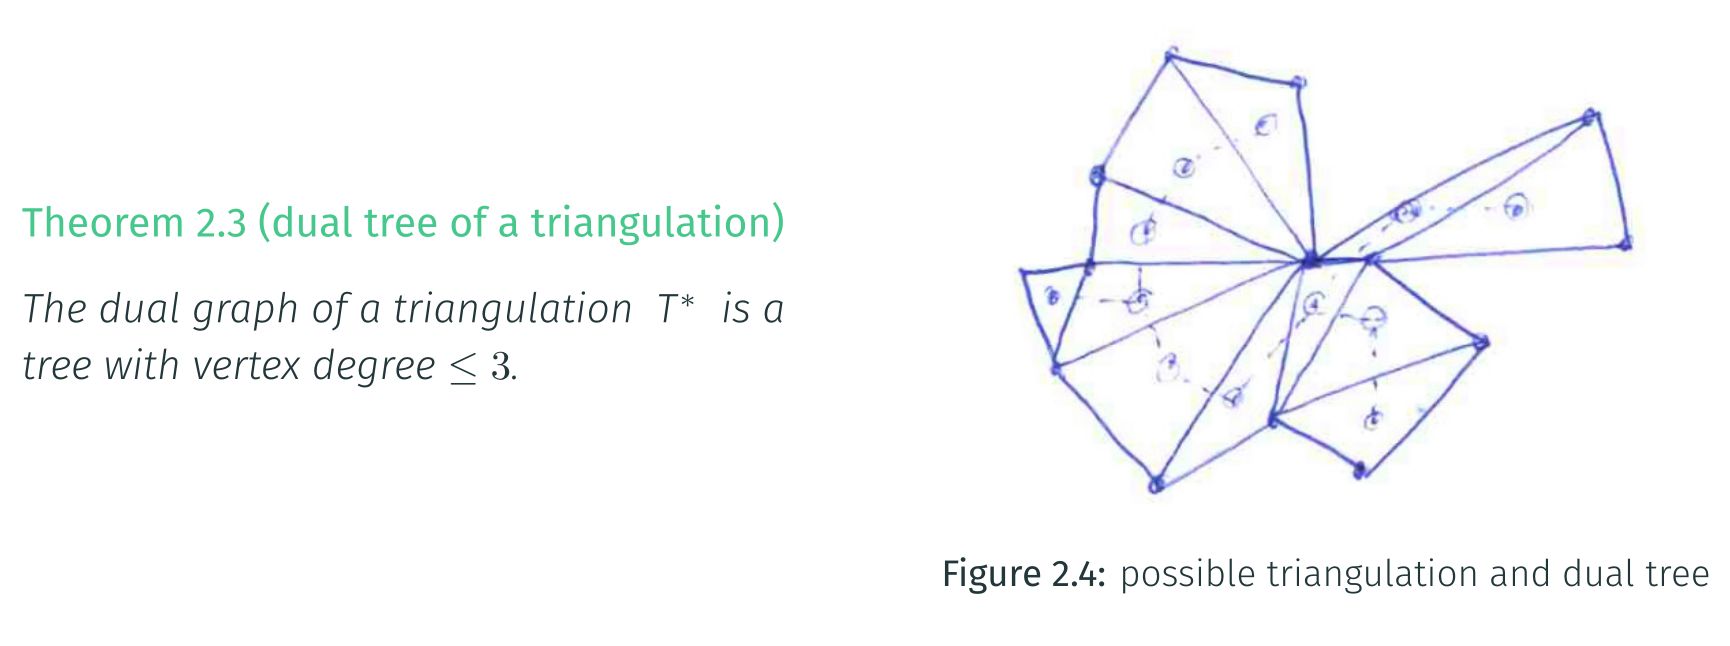 Theorem 2.3 (dual tree of a triangulation)
The dual graph of a triangulation T* is a
tree with vertex degree ≤ 3.
Figure 2.4: possible triangulation and dual tree